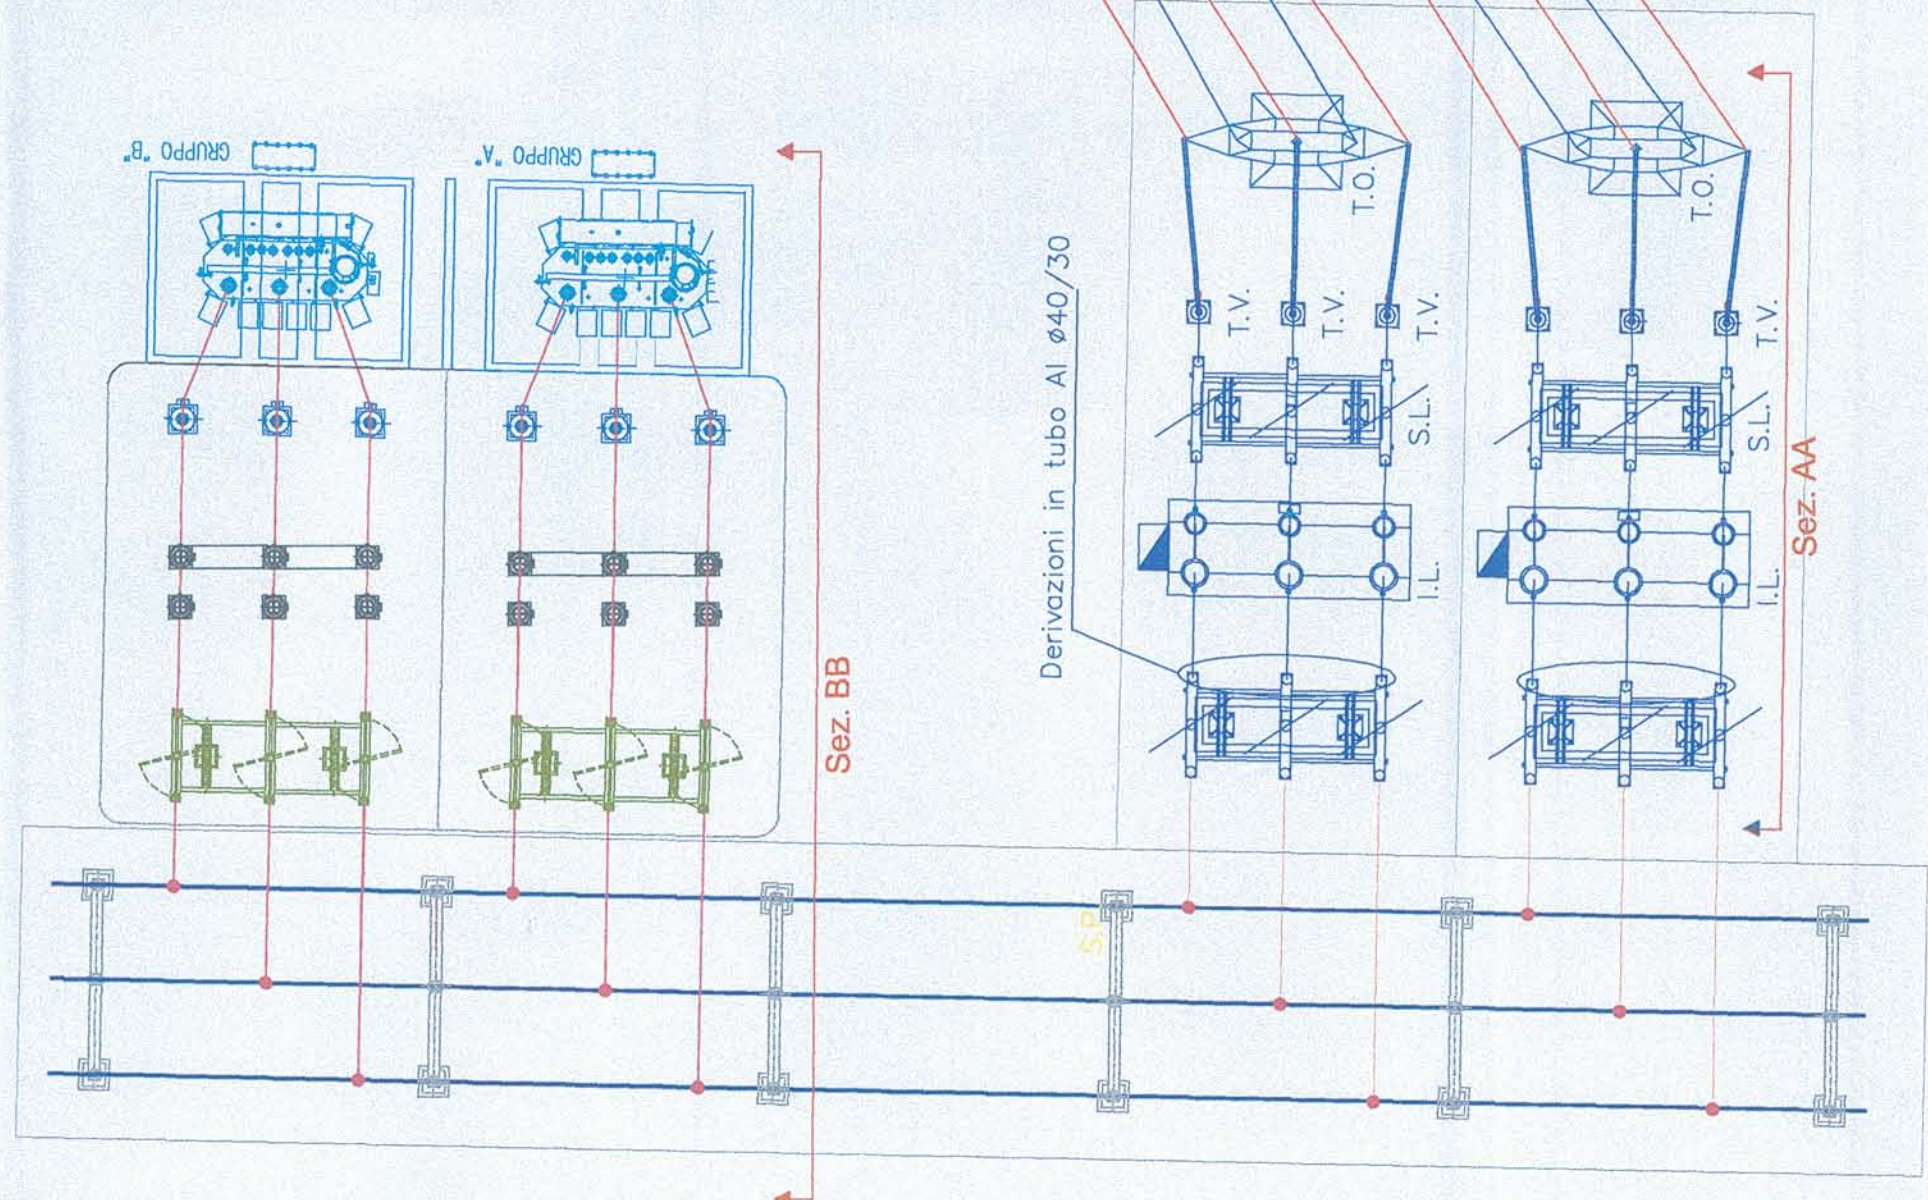 GRUPPO "B"
GRUPPO "A"
Derivazioni in tubo Al ø40/30
T.O.
T.O.
T.V.
T.V.
T.V.
T.V.
S.L.
S.L.
I.L.
I.L.
Sez. AA
Sez. BB
S.P.